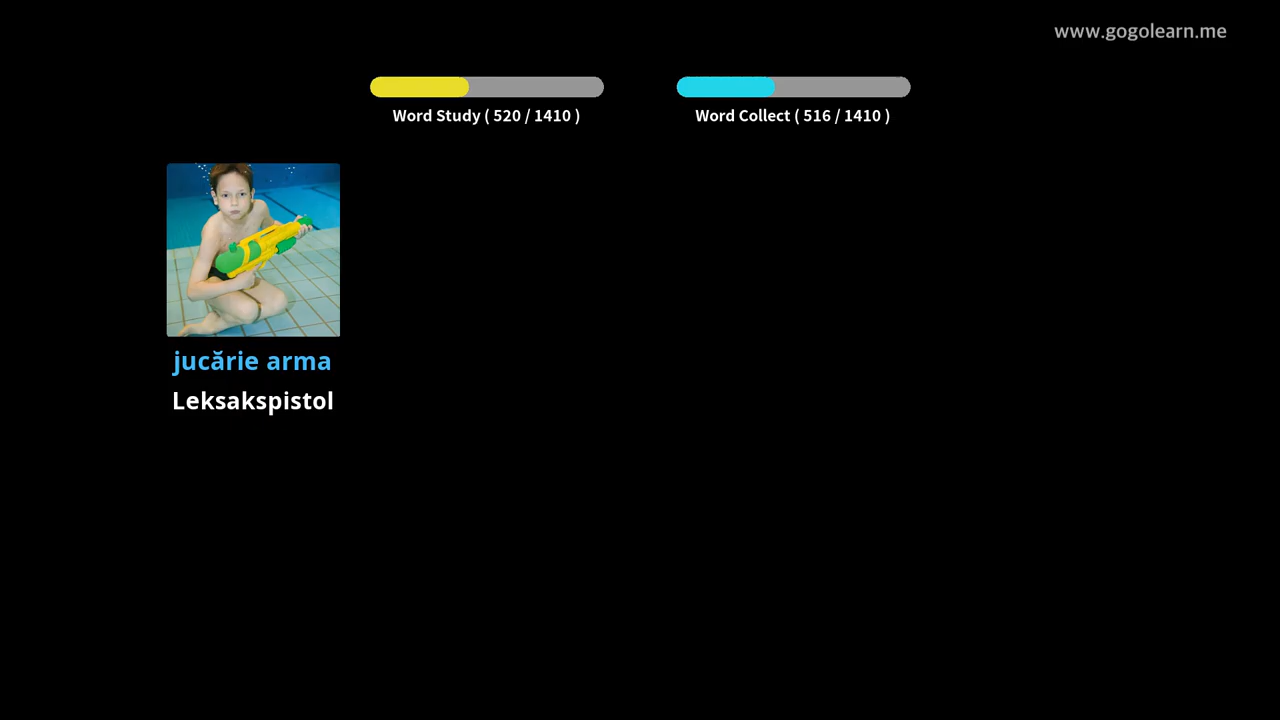 www.gogolearn.me
Word Study ( 520 / 1410 )
Word Collect ( 516 / 1410 )
jucărie arma
Leksakspistol